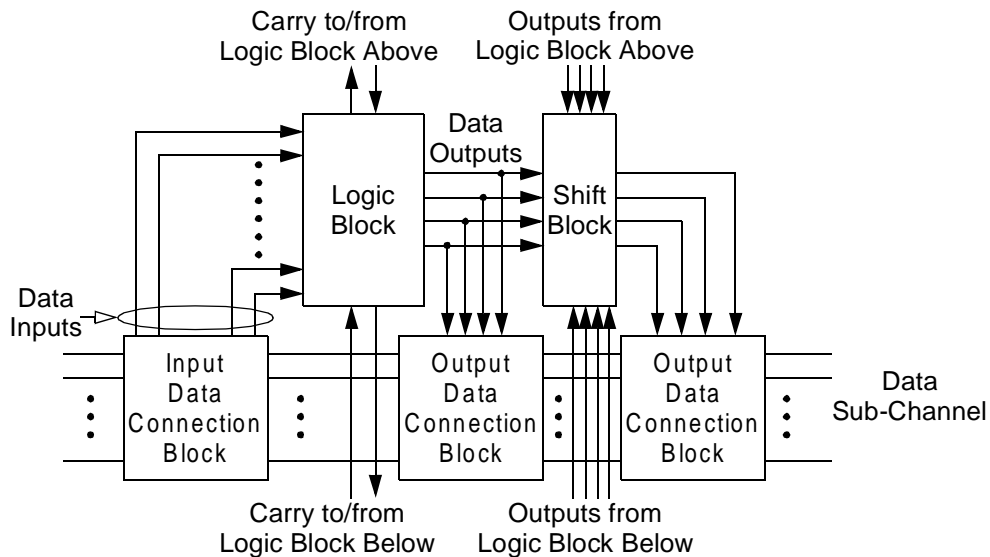 Carry to/from
Logic Block Above
Outputs from
Logic Block Above
Data
Outputs
Logic
Block
Shift
Block
Data
Inputs
Input
Data
Connection
Block
Output
Data
Connection
Block
Output
Data
Connection
Block
Data
Sub-Channel
Carry to/from
Logic Block Below
Outputs from
Logic Block Below